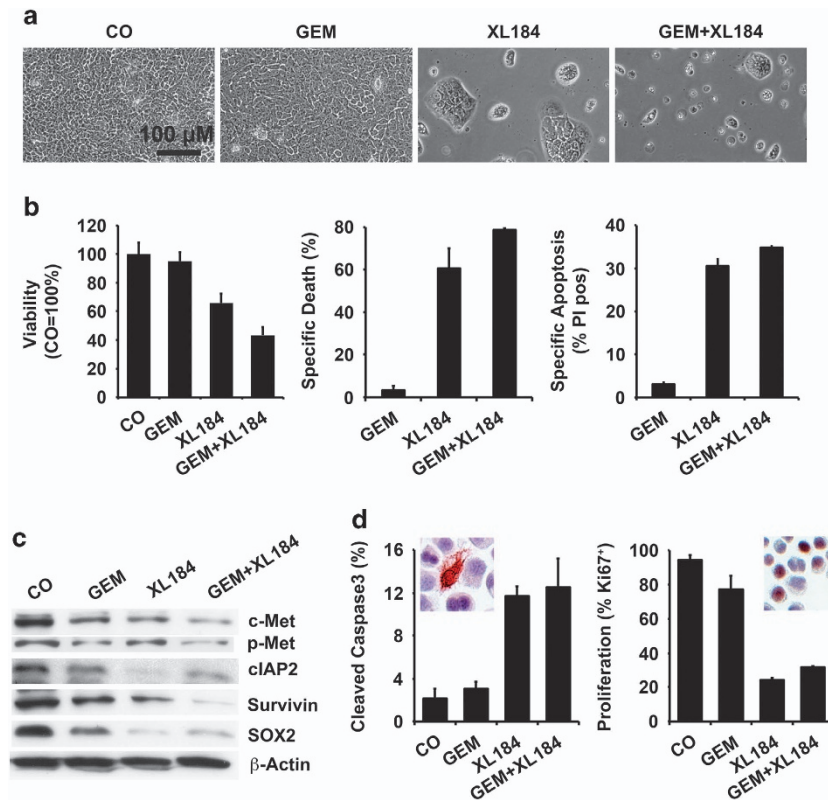 a
CO GEM XL184 GEM+XL184
100 µM
b
Viability
(CO=100%)
120
100
80
60
40
20
0
CO GEM XL184 GEM+XL184
Specific Death (%)
80
60
40
20
0
GEM XL184 GEM+XL184
Specific Apoptosis
(% PI pos)
40
30
20
10
0
GEM XL184 GEM+XL184
c
CO GEM XL184 GEM+XL184
c-Met
p-Met
cIAP2
Survivin
SOX2
β-Actin
d
Cleaved Caspase3 (%)
16
12
8
4
0
CO GEM XL184 GEM+XL184
Proliferation (% Ki67⁺)
100
80
60
40
20
0
CO GEM XL184 GEM+XL184